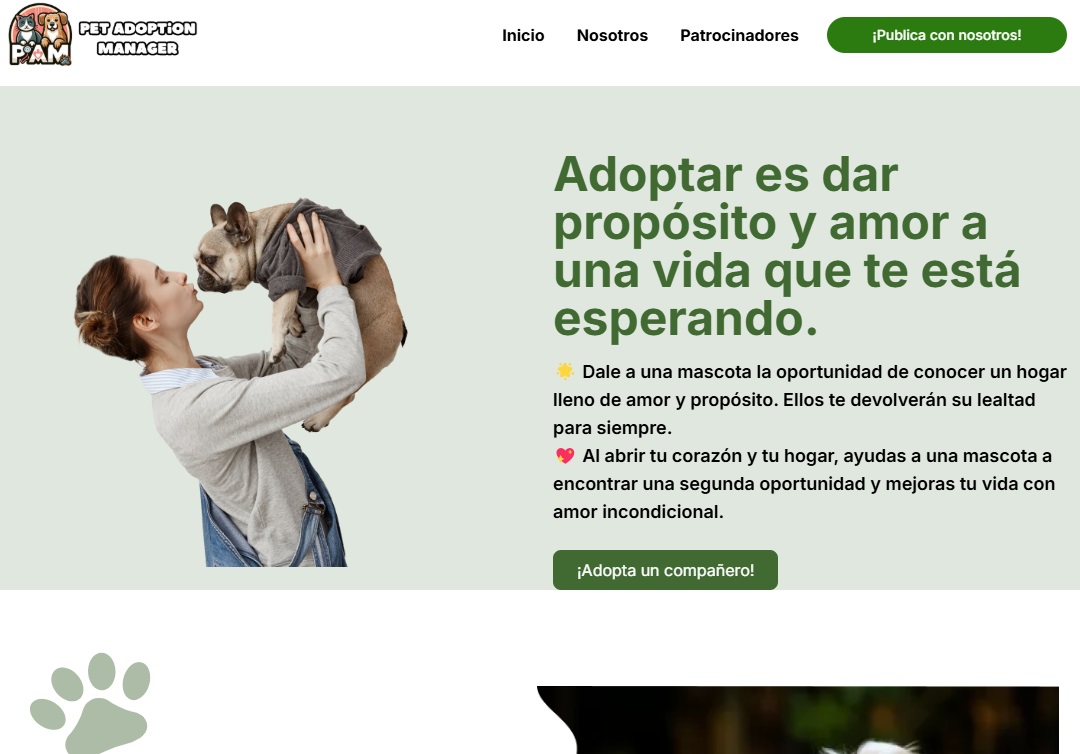 PET ADOPTION
MANAGER
PAM
Inicio
Nosotros
Patrocinadores
¡Publica con nosotros!
Adoptar es dar
propósito y amor a
una vida que te está
esperando.
🌟 Dale a una mascota la oportunidad de conocer un hogar
lleno de amor y propósito. Ellos te devolverán su lealtad
para siempre.
💖 Al abrir tu corazón y tu hogar, ayudas a una mascota a
encontrar una segunda oportunidad y mejoras tu vida con
amor incondicional.
¡Adopta un compañero!